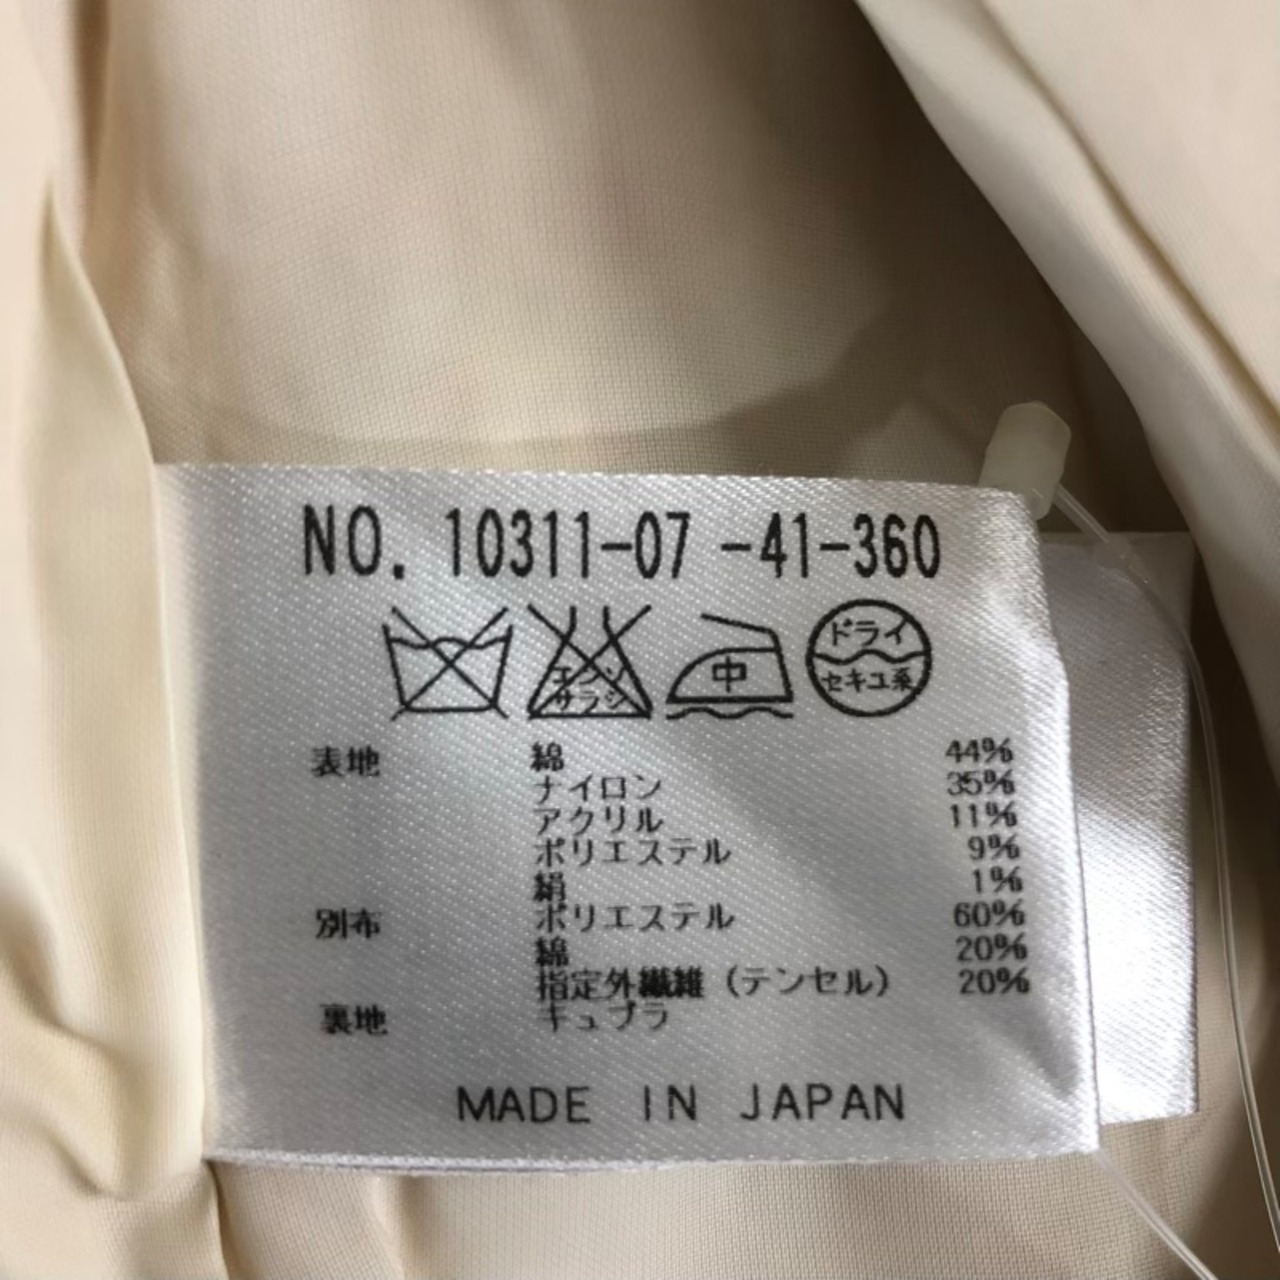 NO. 10311-07 -41-360
エンソ サラシ
中
ドライ
セキユ系
表地 綿 44%
ナイロン 35%
アクリル 11%
ポリエステル 9%
絹 1%
別布 ポリエステル 60%
綿 20%
指定外繊維（テンセル） 20%
裏地 キュプラ
MADE IN JAPAN